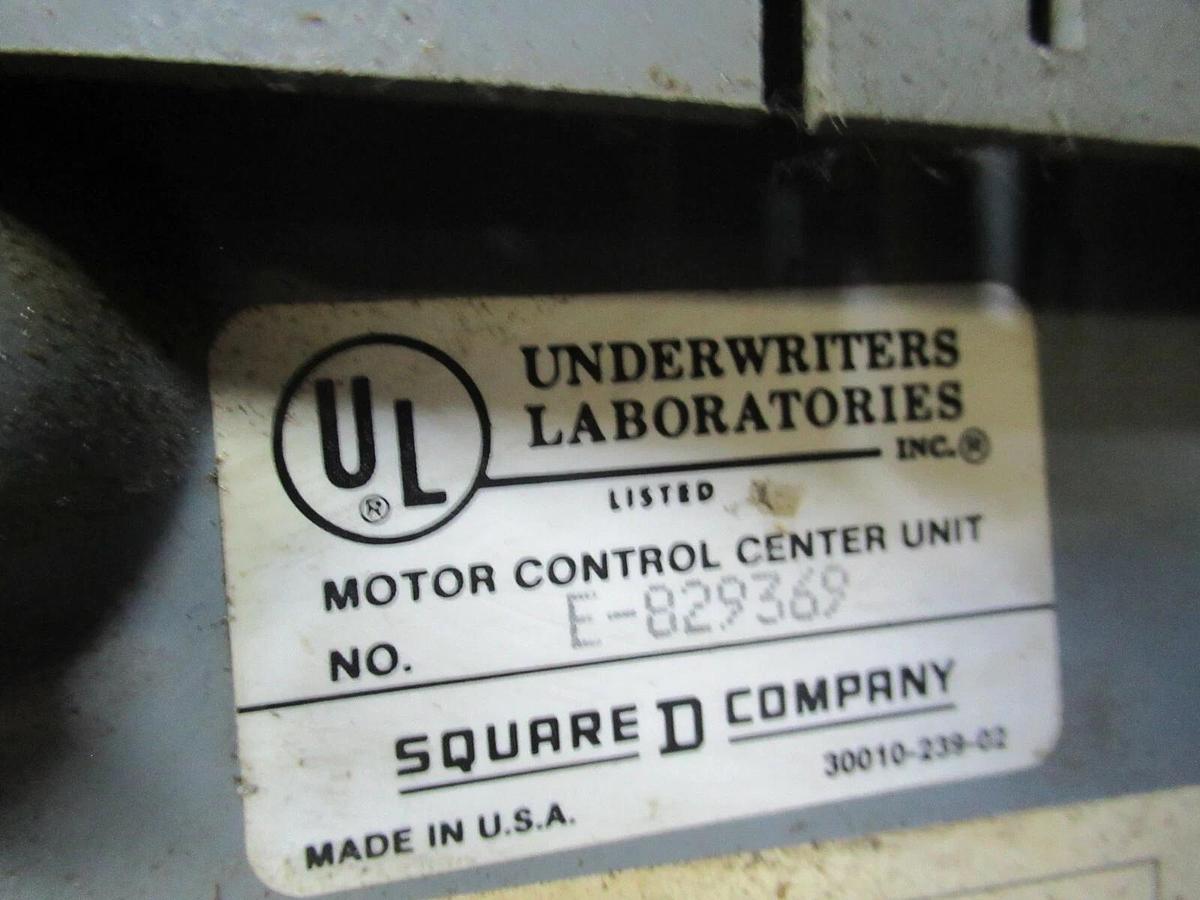 UL®
UNDERWRITERS
LABORATORIES
INC.®
LISTED
MOTOR CONTROL CENTER UNIT
NO. E-829369
SQUARE D COMPANY
30010-239-02
MADE IN U.S.A.